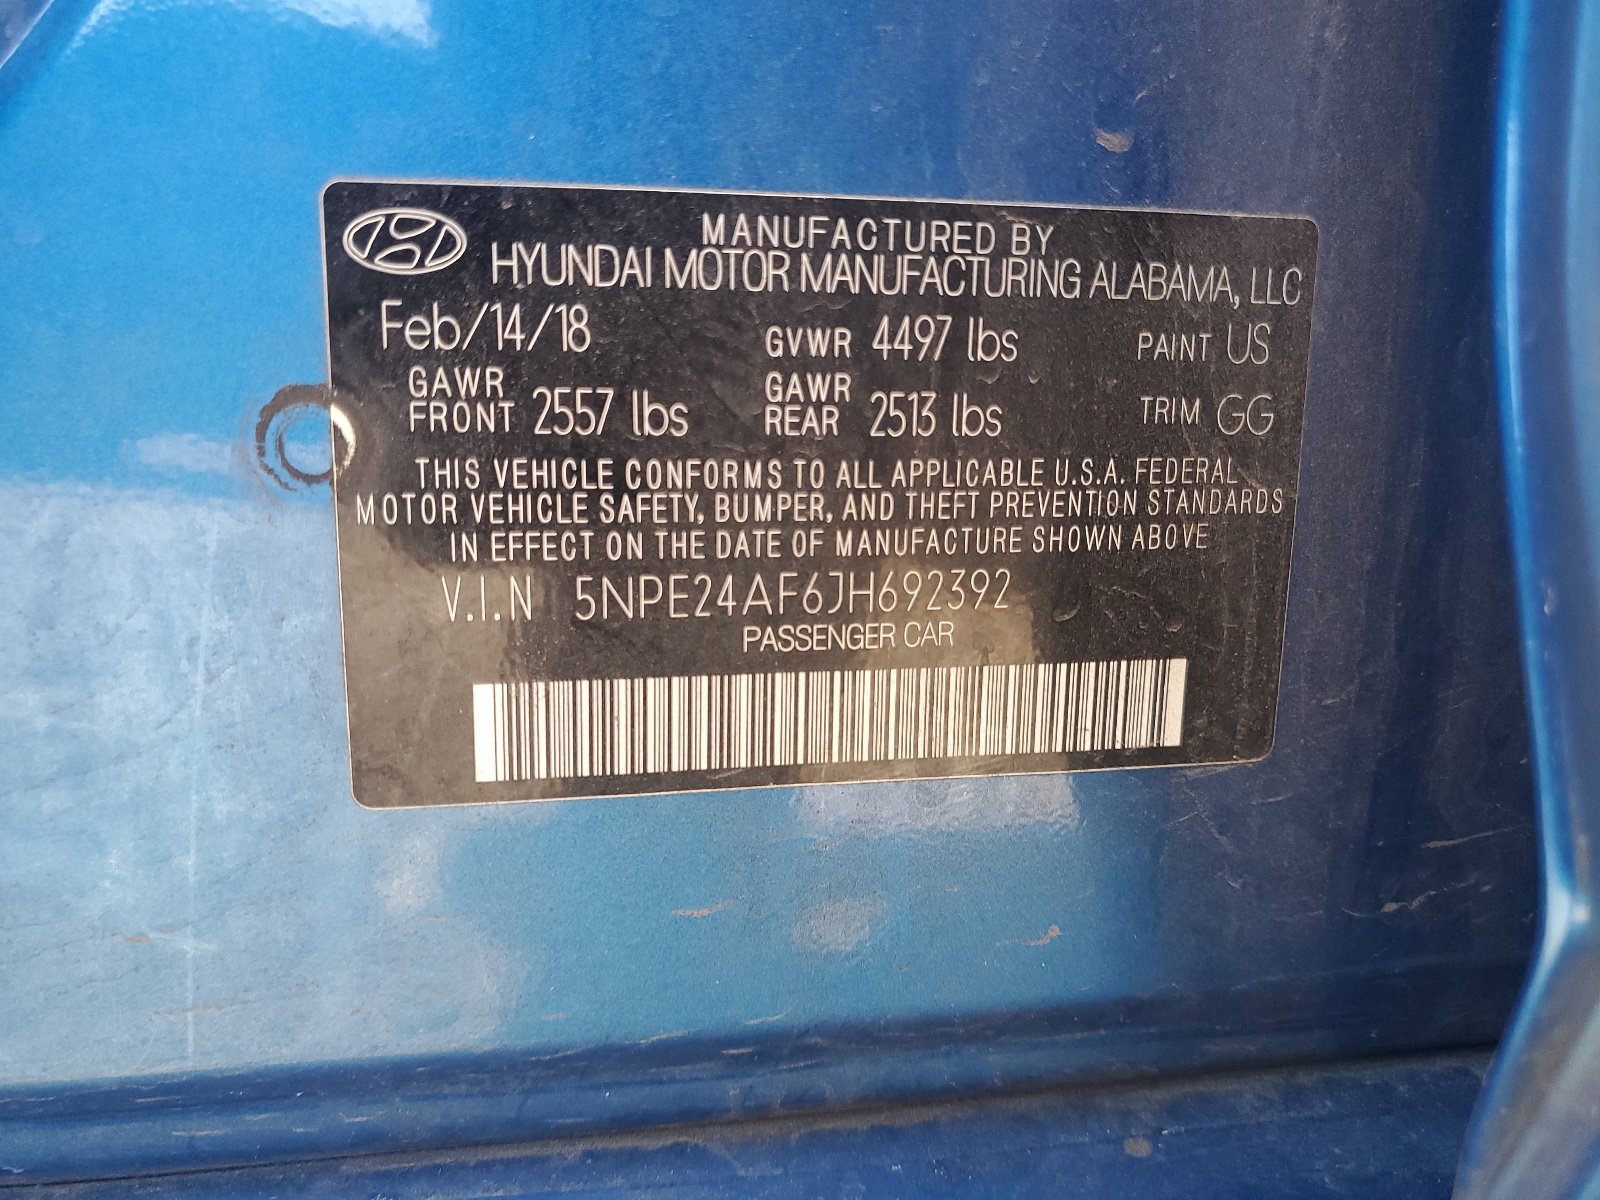 MANUFACTURED BY
HYUNDAI MOTOR MANUFACTURING ALABAMA, LLC
Feb/14/18 GVWR 4497 lbs PAINT US
GAWR FRONT 2557 lbs GAWR REAR 2513 lbs TRIM GG
THIS VEHICLE CONFORMS TO ALL APPLICABLE U.S.A. FEDERAL
MOTOR VEHICLE SAFETY, BUMPER, AND THEFT PREVENTION STANDARDS
IN EFFECT ON THE DATE OF MANUFACTURE SHOWN ABOVE
V.I.N 5NPE24AF6JH692392
PASSENGER CAR